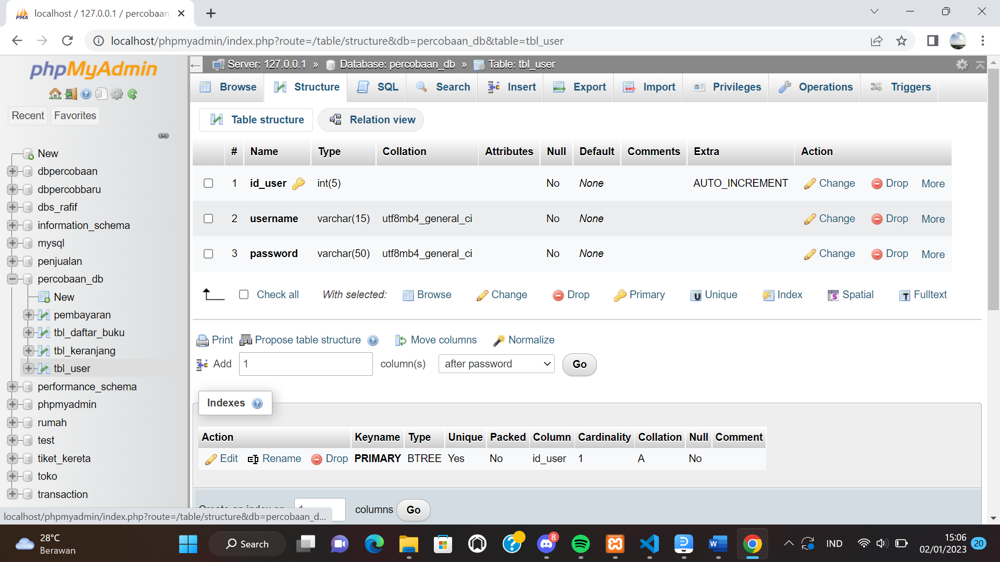 localhost / 127.0.0.1 / percobaan_
localhost/phpmyadmin/index.php?route=/table/structure&db=percobaan_db&table=tbl_user
phpMyAdmin
Recent Favorites
New
dbpercobaan
dbpercobbaru
dbs_rafif
information_schema
mysql
penjualan
percobaan_db
New
pembayaran
tbl_daftar_buku
tbl_keranjang
tbl_user
performance_schema
phpmyadmin
rumah
test
tiket_kereta
toko
transaction
Server: 127.0.0.1 » Database: percobaan_db » Table: tbl_user
Browse Structure SQL Search Insert Export Import Privileges Operations Triggers
Table structure Relation view
# Name Type Collation Attributes Null Default Comments Extra Action
1 id_user int(5) No None AUTO_INCREMENT Change Drop More
2 username varchar(15) utf8mb4_general_ci No None Change Drop More
3 password varchar(50) utf8mb4_general_ci No None Change Drop More
Check all With selected: Browse Change Drop Primary Unique Index Spatial Fulltext
Print Propose table structure Move columns Normalize
Add 1 column(s) after password Go
Indexes
Action Keyname Type Unique Packed Column Cardinality Collation Null Comment
Edit Rename Drop PRIMARY BTREE Yes No id_user 1 A No
Create an index on 1 columns Go
localhost/phpmyadmin/index.php?route=/table/structure&db=percobaan_d...
28°C
Berawan
Search
8
IND
15:06
02/01/2023
20